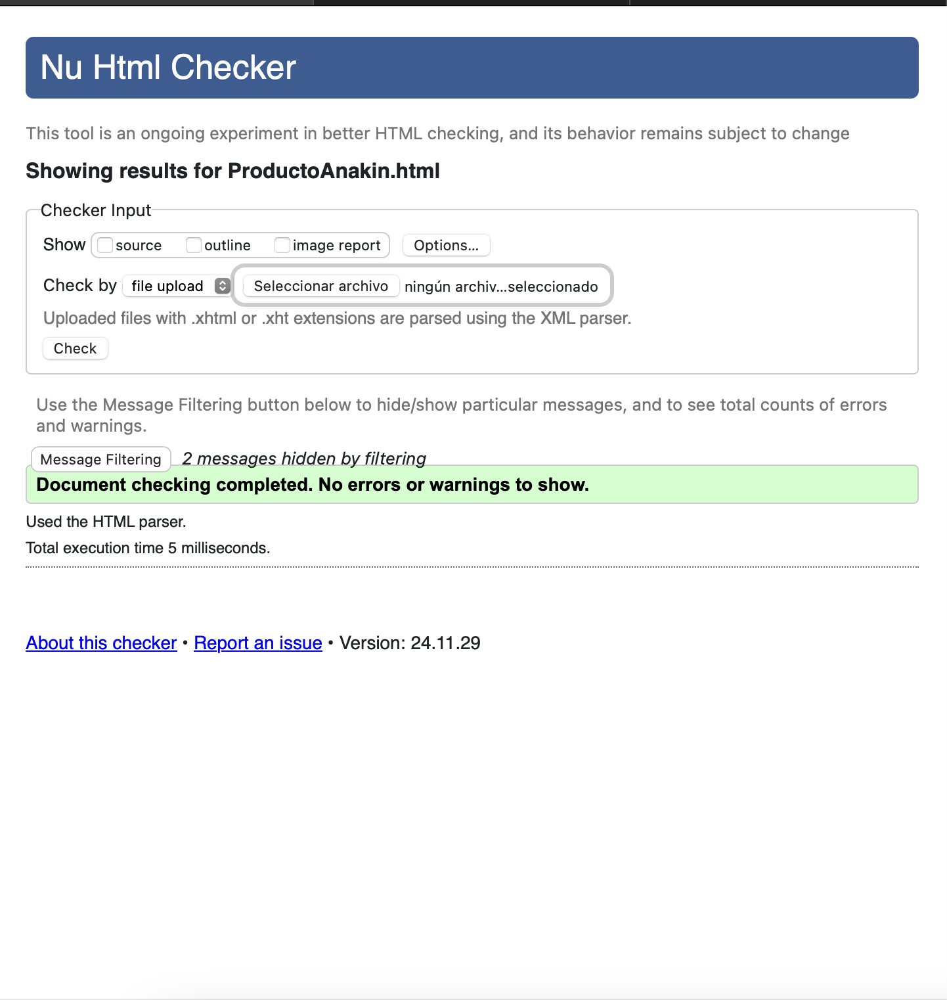 Nu Html Checker
This tool is an ongoing experiment in better HTML checking, and its behavior remains subject to change
Showing results for ProductoAnakin.html
Checker Input
Show source outline image report Options...
Check by file upload Seleccionar archivo ningún archiv...seleccionado
Uploaded files with .xhtml or .xht extensions are parsed using the XML parser.
Check
Use the Message Filtering button below to hide/show particular messages, and to see total counts of errors
and warnings.
Message Filtering 2 messages hidden by filtering
Document checking completed. No errors or warnings to show.
Used the HTML parser.
Total execution time 5 milliseconds.
About this checker • Report an issue • Version: 24.11.29